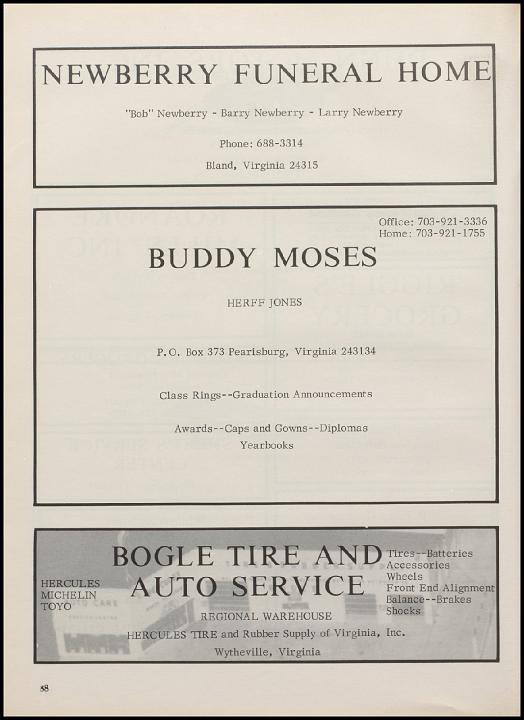 NEWBERRY FUNERAL HOME
"Bob" Newberry - Barry Newberry - Larry Newberry
Phone: 688-3314
Bland, Virginia 24315
Office: 703-921-3336
Home: 703-921-1755
BUDDY MOSES
HERFF JONES
P.O. Box 373 Pearisburg, Virginia 243134
Class Rings--Graduation Announcements
Awards--Caps and Gowns--Diplomas
Yearbooks
BOGLE TIRE AND
AUTO SERVICE
HERCULES
MICHELIN
TOYO
Tires--Batteries
Accessories
Wheels
Front End Alignment
Balance--Brakes
Shocks
REGIONAL WAREHOUSE
HERCULES TIRE and Rubber Supply of Virginia, Inc.
Wytheville, Virginia
88